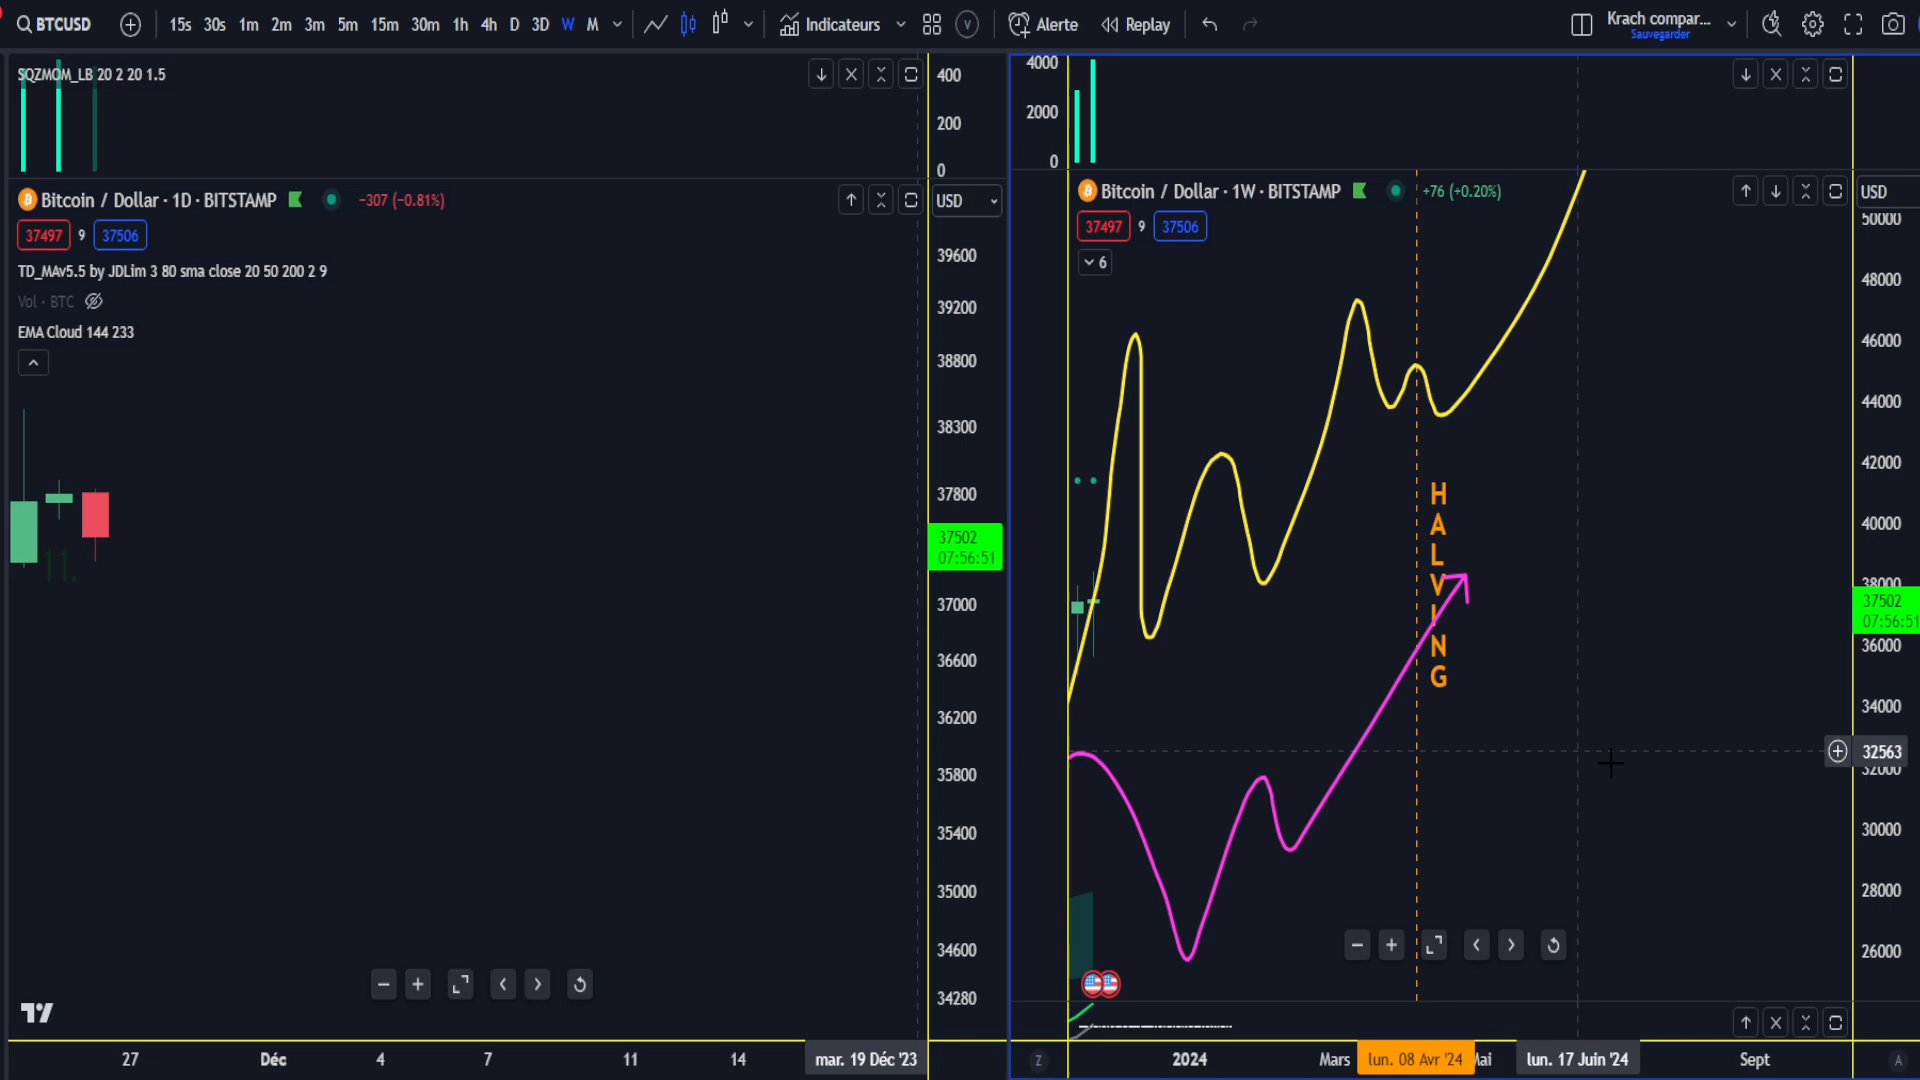 BTCUSD
15s 30s 1m 2m 3m 5m 15m 30m 1h 4h D 3D W M
Indicateurs
V
Alerte
Replay
Krach compar...
Sauvegarder
SQZMOM_LB 20 2 20 1.5
400
200
0
Bitcoin / Dollar · 1D · BITSTAMP
-307 (-0.81%)
37497 9 37506
TD_MAv5.5 by JDLim 3 80 sma close 20 50 200 2 9
Vol · BTC
EMA Cloud 144 233
11.
USD
39600
39200
38800
38300
37800
37502
07:56:51
37000
36600
36200
35800
35400
35000
34600
34280
27 Déc 4 7 11 14 mar. 19 Déc '23
4000
2000
0
Bitcoin / Dollar · 1W · BITSTAMP
+76 (+0.20%)
37497 9 37506
6
H
A
L
V
I
N
G
USD
50000
48000
46000
44000
42000
40000
38000
37502
07:56:51
36000
34000
32563
32000
30000
28000
26000
Z 2024 Mars lun. 08 Avr '24 Mai lun. 17 Juin '24 Sept A